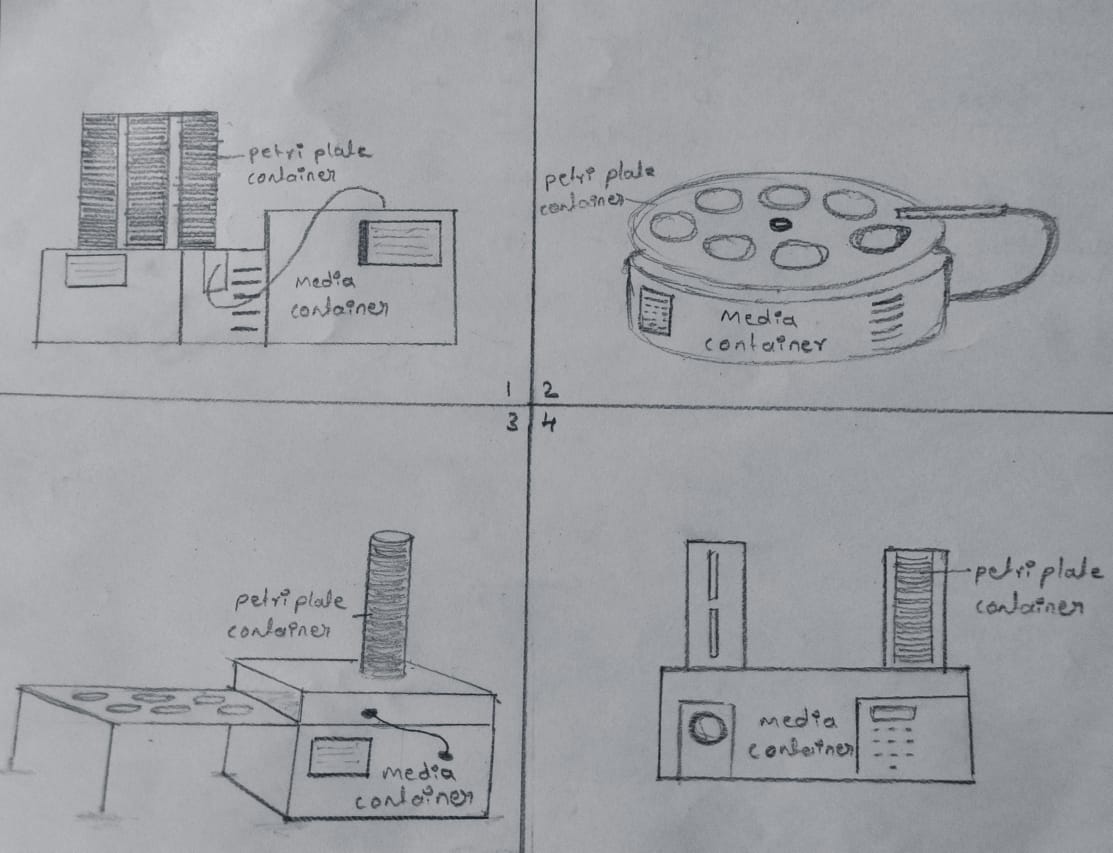 petri plate
container
Media
container
petri plate
container
Media
container
1 2
3 4
petri plate
container
media
container
petri plate
container
media
container